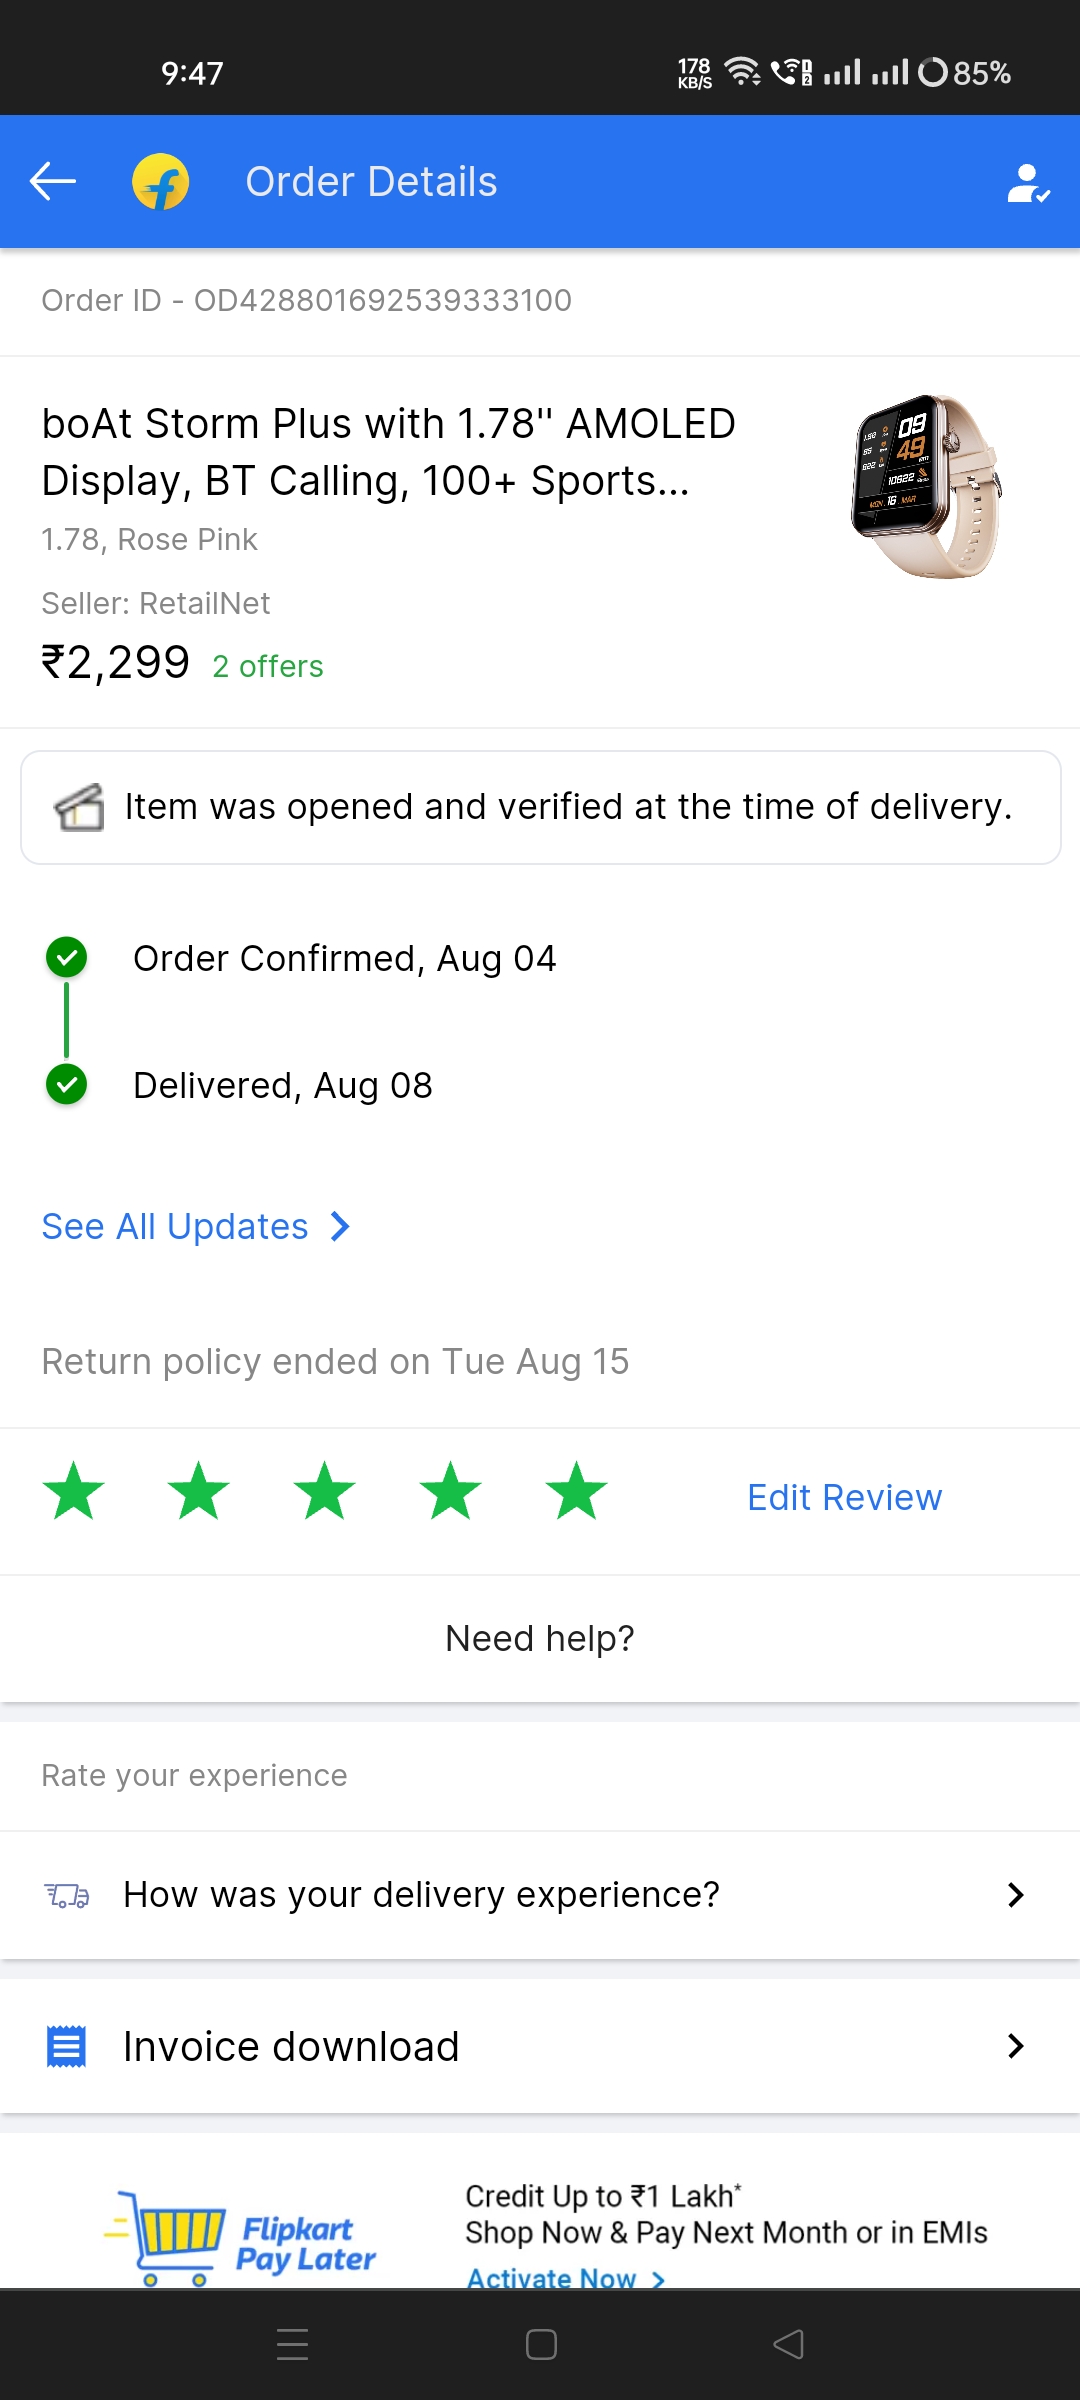 9:47
178
KB/S
85%
Order Details
Order ID - OD428801692539333100
boAt Storm Plus with 1.78" AMOLED
Display, BT Calling, 100+ Sports...
1.78, Rose Pink
Seller: RetailNet
₹2,299 2 offers
09
49
Item was opened and verified at the time of delivery.
Order Confirmed, Aug 04
Delivered, Aug 08
See All Updates
Return policy ended on Tue Aug 15
Edit Review
Need help?
Rate your experience
How was your delivery experience?
Invoice download
Flipkart
Pay Later
Credit Up to ₹1 Lakh*
Shop Now & Pay Next Month or in EMIs
Activate Now